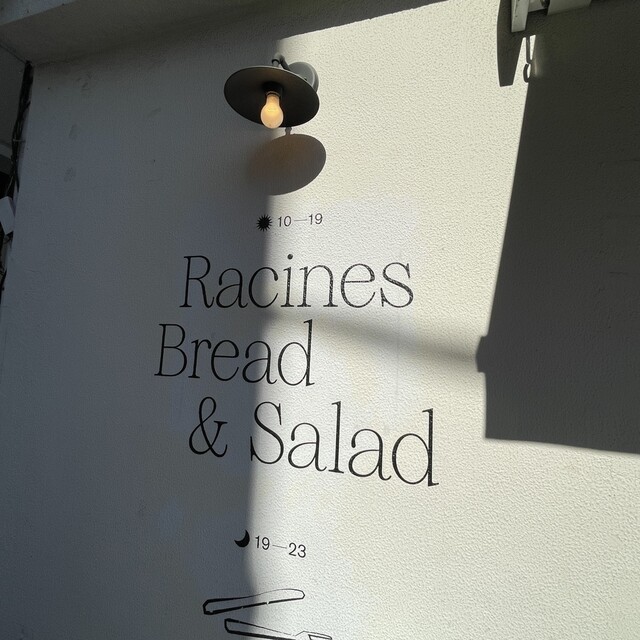 10—19
Racines
Bread
& Salad
19—23